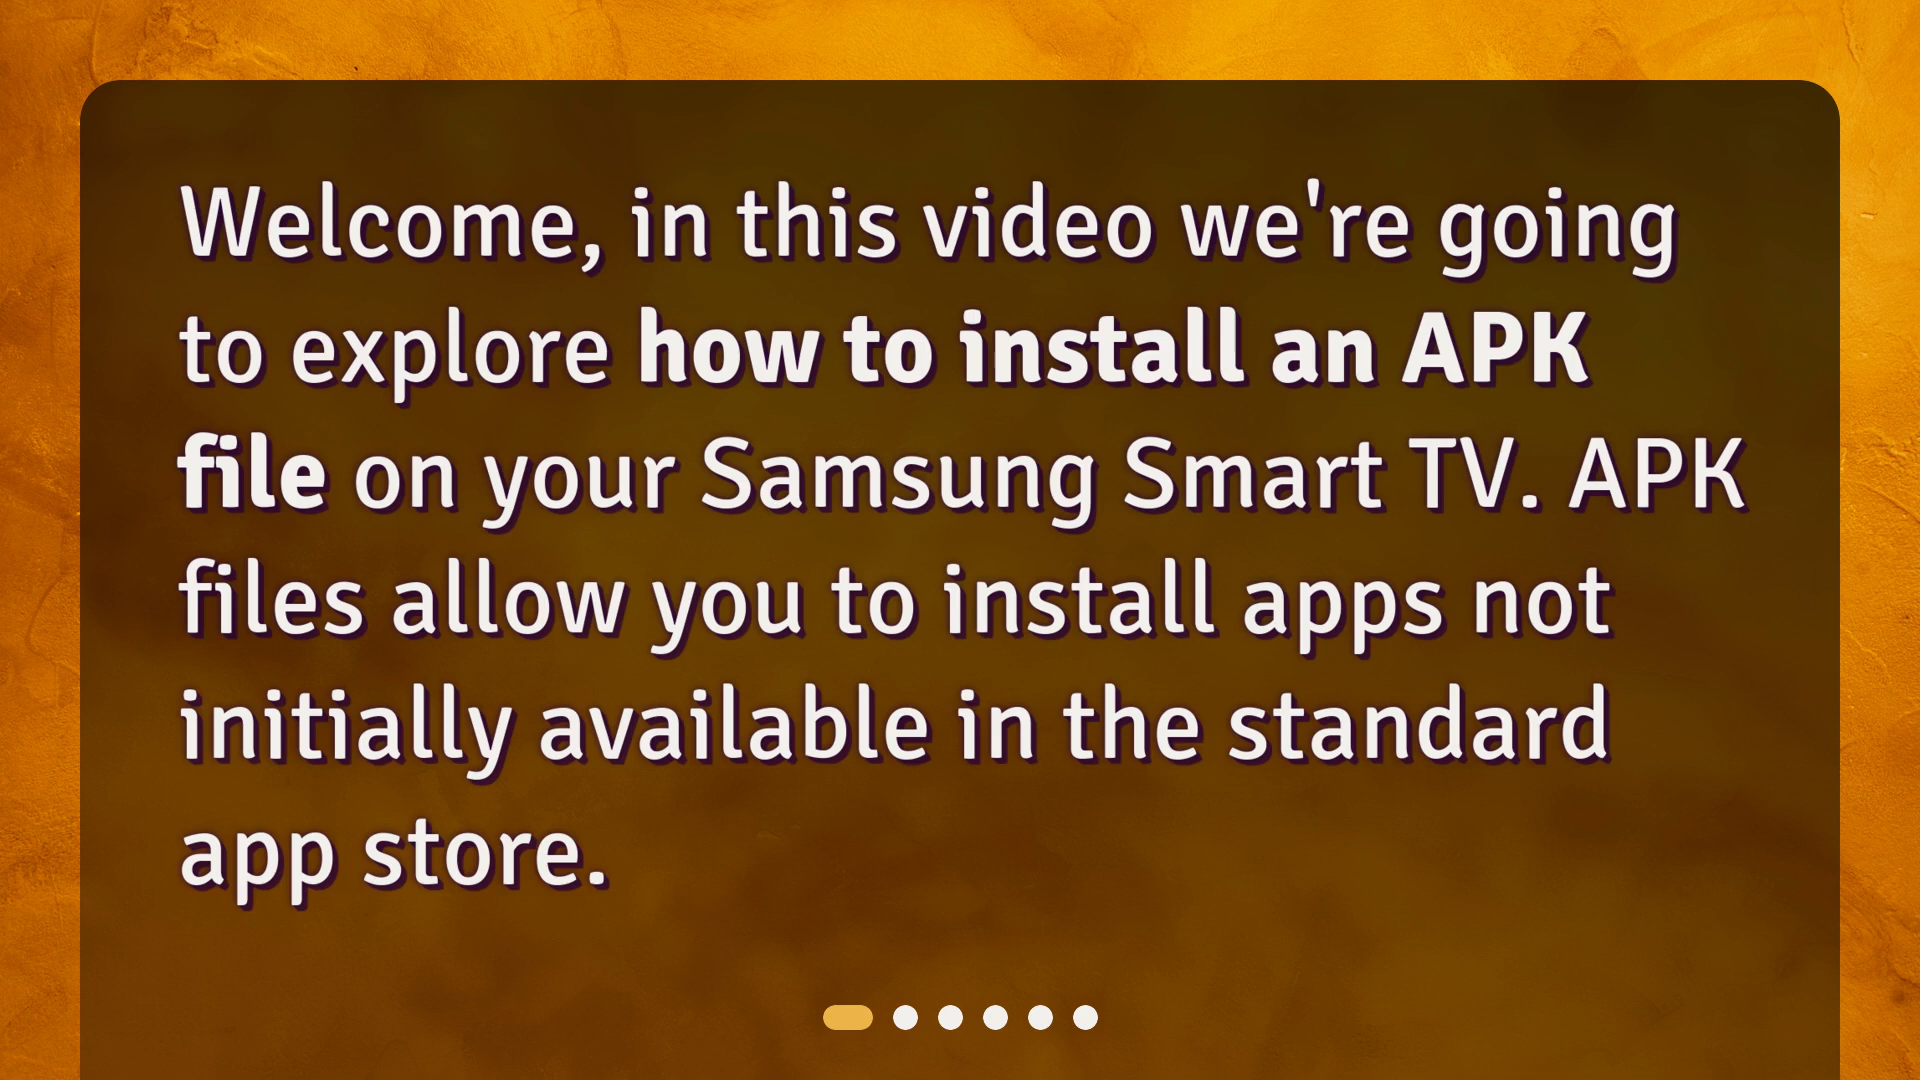 Welcome, in this video we're going
to explore how to install an APK
file on your Samsung Smart TV. APK
files allow you to install apps not
initially available in the standard
app store.